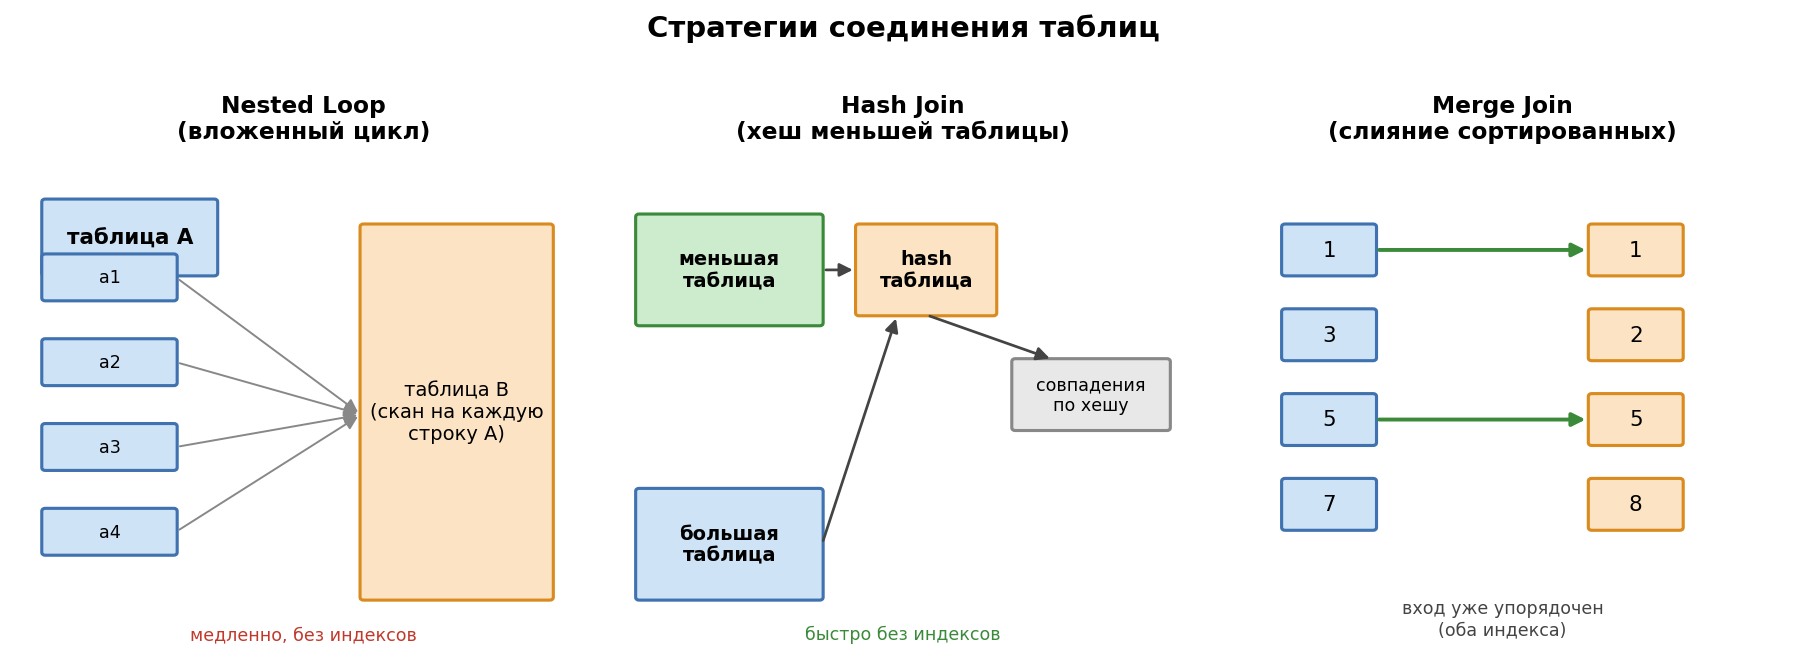 Стратегии соединения таблиц
Nested Loop
(вложенный цикл)
таблица A
a1
a2
a3
a4
таблица B
(скан на каждую
строку A)
медленно, без индексов
Hash Join
(хеш меньшей таблицы)
меньшая
таблица
hash
таблица
совпадения
по хешу
большая
таблица
быстро без индексов
Merge Join
(слияние сортированных)
1
1
3
2
5
5
7
8
вход уже упорядочен
(оба индекса)